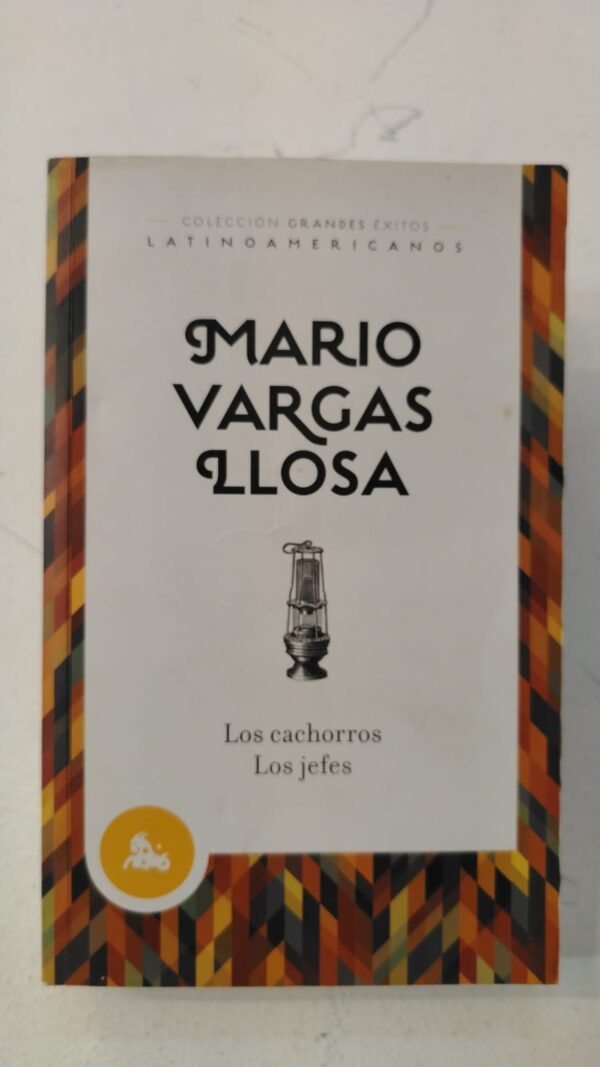 COLECCIÓN GRANDES ÉXITOS
LATINOAMERICANOS
MARIO
VARGAS
LLOSA
Los cachorros
Los jefes